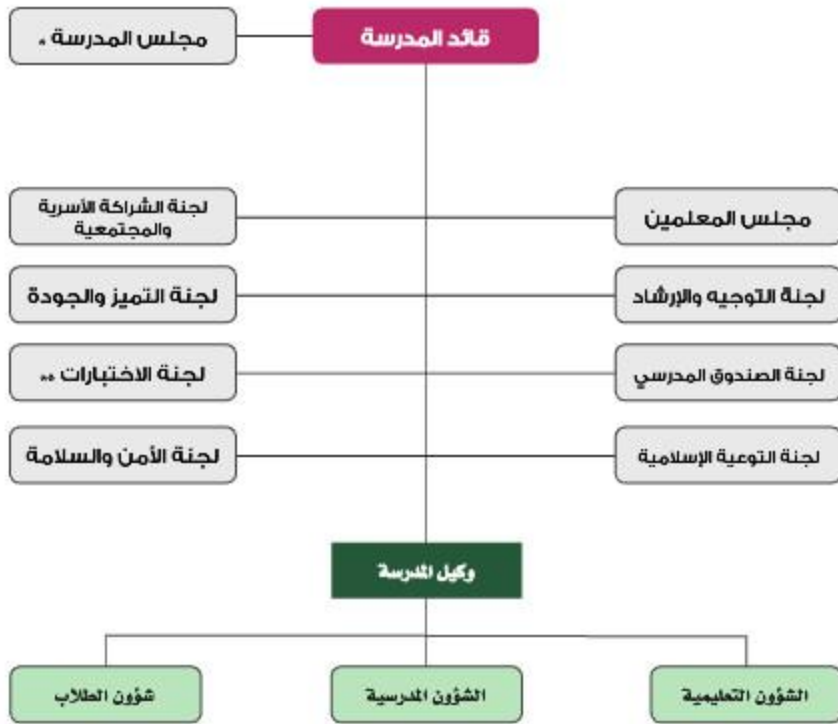 قائد المدرسة
مجلس المدرسة *
مجلس المعلمين
لجنة الشراكة الأسرية
والمجتمعية
لجنة التوجيه والإرشاد
لجنة التميز والجودة
لجنة الصندوق المدرسي
لجنة الاختبارات **
لجنة التوعية الإسلامية
لجنة الأمن والسلامة
وكيل المدرسة
الشؤون التعليمية
الشؤون المدرسية
شؤون الطلاب